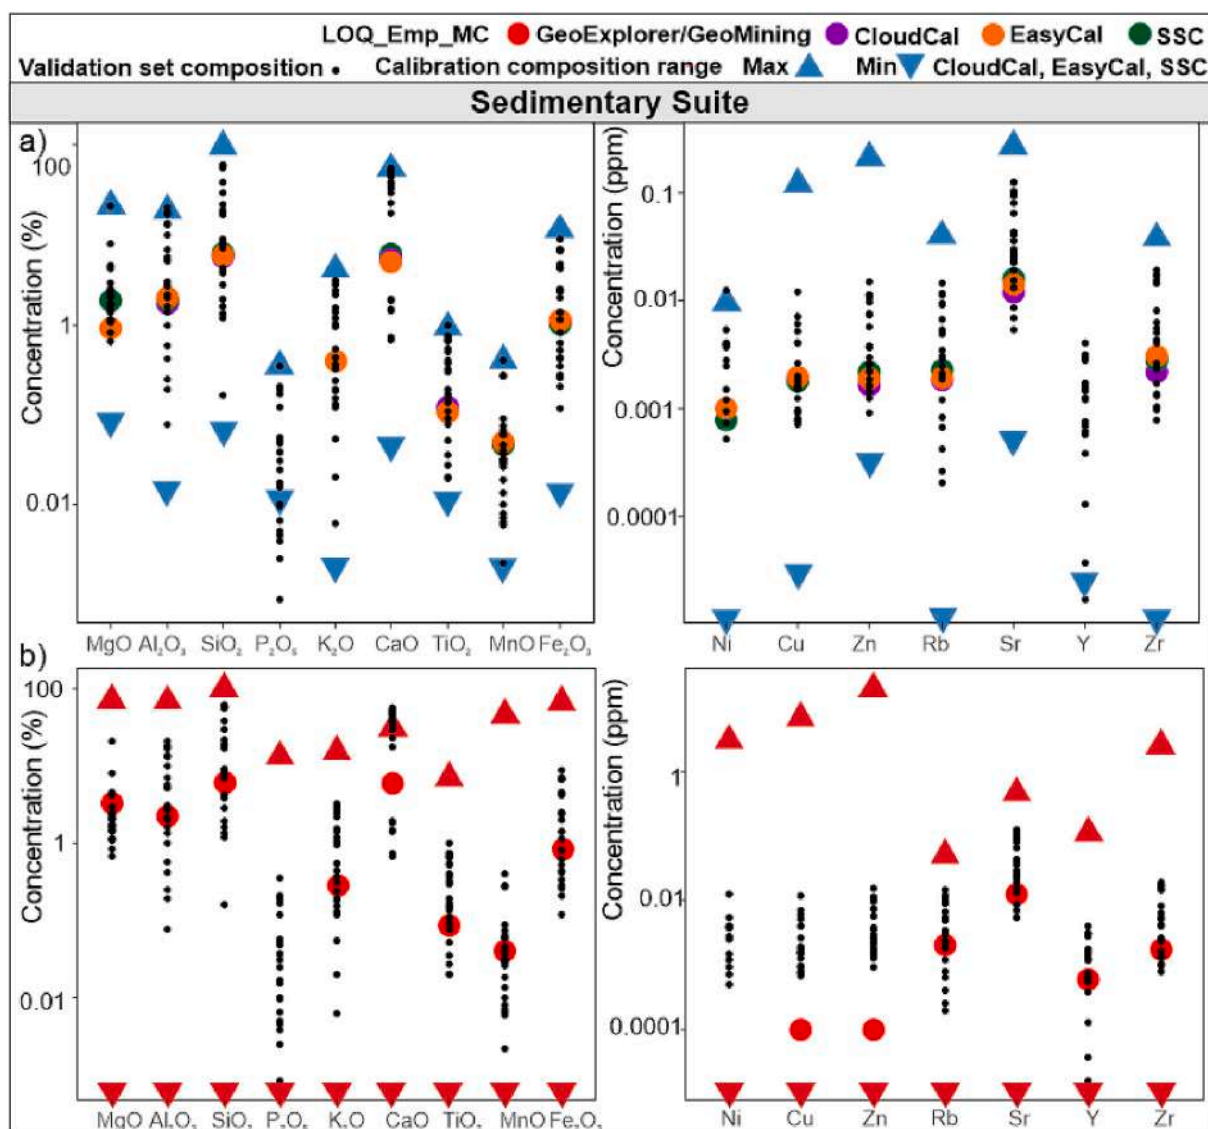 LOQ_Emp_MC GeoExplorer/GeoMining CloudCal EasyCal SSC
Validation set composition Calibration composition range Max Min CloudCal, EasyCal, SSC
Sedimentary Suite
a)
Concentration (%)
100
1
0.01
MgO Al₂O₃ SiO₂ P₂O₅ K₂O CaO TiO₂ MnO Fe₂O₃
Concentration (ppm)
0.1
0.01
0.001
0.0001
Ni Cu Zn Rb Sr Y Zr
b)
Concentration (%)
100
1
0.01
MgO Al₂O₃ SiO₂ P₂O₅ K₂O CaO TiO₂ MnO Fe₂O₃
Concentration (ppm)
1
0.01
0.0001
Ni Cu Zn Rb Sr Y Zr